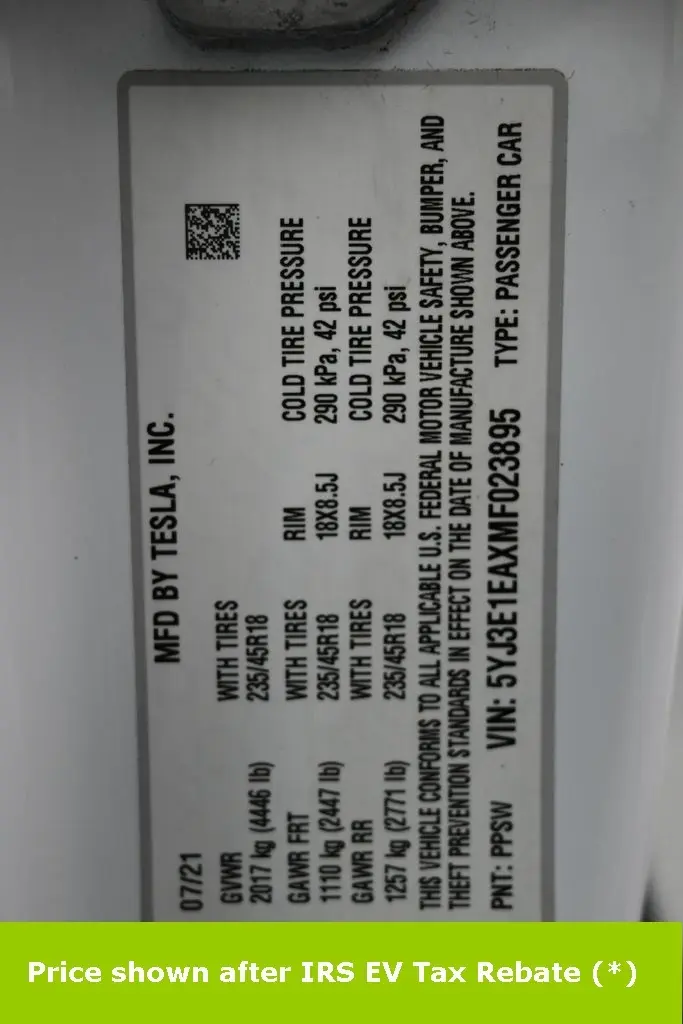 MFD BY TESLA, INC.
07/21
GVWR WITH TIRES
2017 kg (4446 lb) 235/45R18
GAWR FRT WITH TIRES RIM COLD TIRE PRESSURE
1110 kg (2447 lb) 235/45R18 18X8.5J 290 kPa, 42 psi
GAWR RR WITH TIRES RIM COLD TIRE PRESSURE
1257 kg (2771 lb) 235/45R18 18X8.5J 290 kPa, 42 psi
THIS VEHICLE CONFORMS TO ALL APPLICABLE U.S. FEDERAL MOTOR VEHICLE SAFETY, BUMPER, AND
THEFT PREVENTION STANDARDS IN EFFECT ON THE DATE OF MANUFACTURE SHOWN ABOVE.
PNT: PPSW VIN: 5YJ3E1EAXMF023895 TYPE: PASSENGER CAR
Price shown after IRS EV Tax Rebate (*)